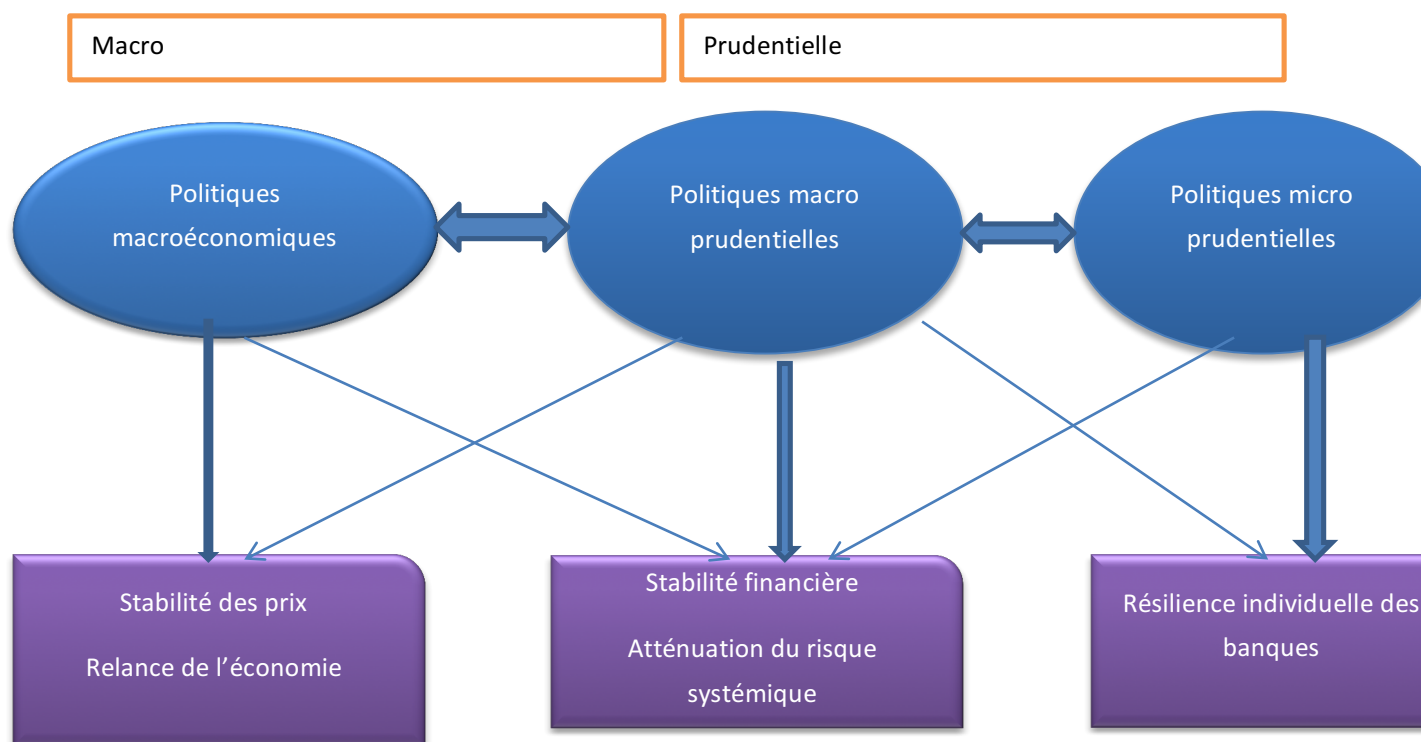 Macro
Prudentielle
Politiques
macroéconomiques
Politiques macro
prudentielles
Politiques micro
prudentielles
Stabilité des prix
Relance de l’économie
Stabilité financière
Atténuation du risque
systémique
Résilience individuelle des
banques